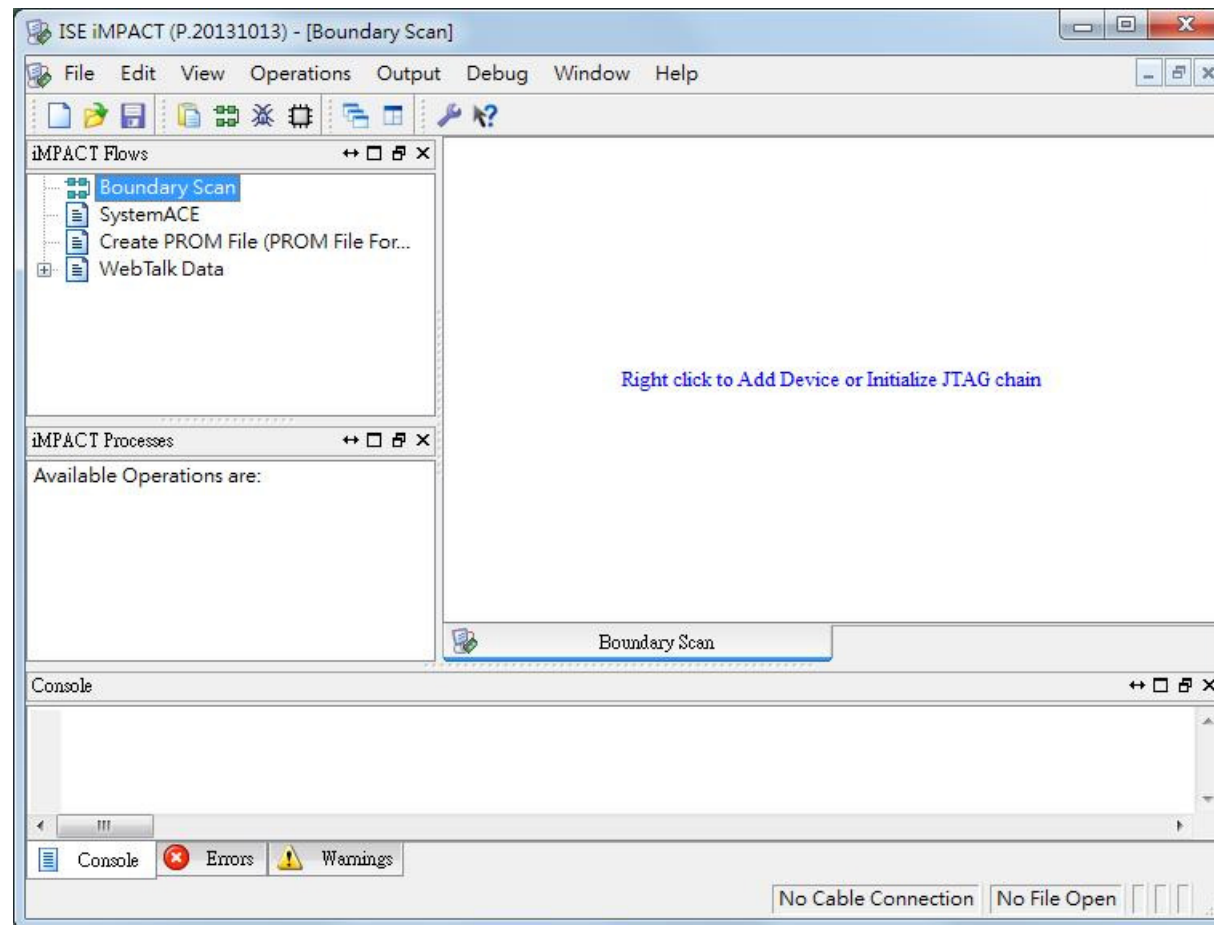 ISE iMPACT (P.20131013) - [Boundary Scan]
File Edit View Operations Output Debug Window Help
iMPACT Flows
Boundary Scan
SystemACE
Create PROM File (PROM File For...
WebTalk Data
Right click to Add Device or Initialize JTAG chain
iMPACT Processes
Available Operations are:
Boundary Scan
Console
Console Errors Warnings
No Cable Connection No File Open